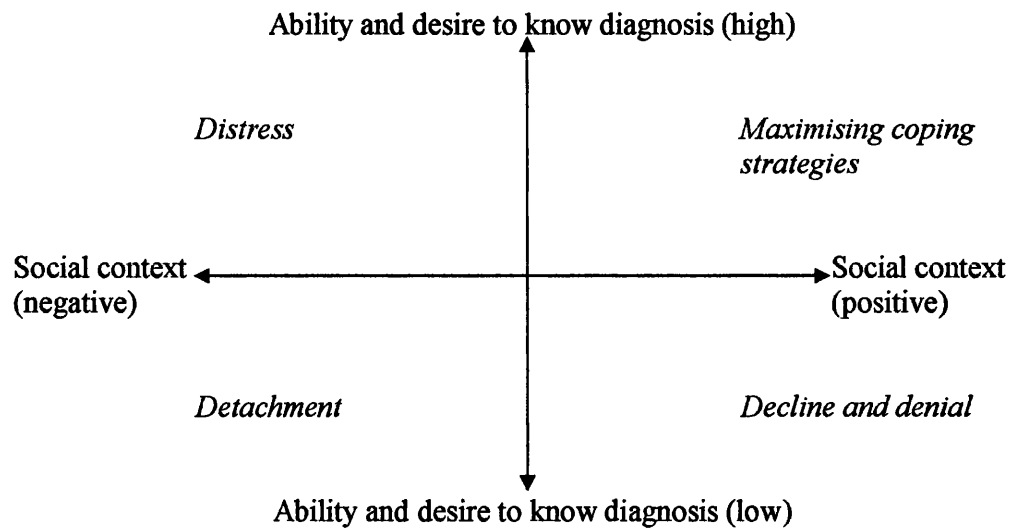 Ability and desire to know diagnosis (high)
Distress
Maximising coping
strategies
Social context
(negative)
Social context
(positive)
Detachment
Decline and denial
Ability and desire to know diagnosis (low)